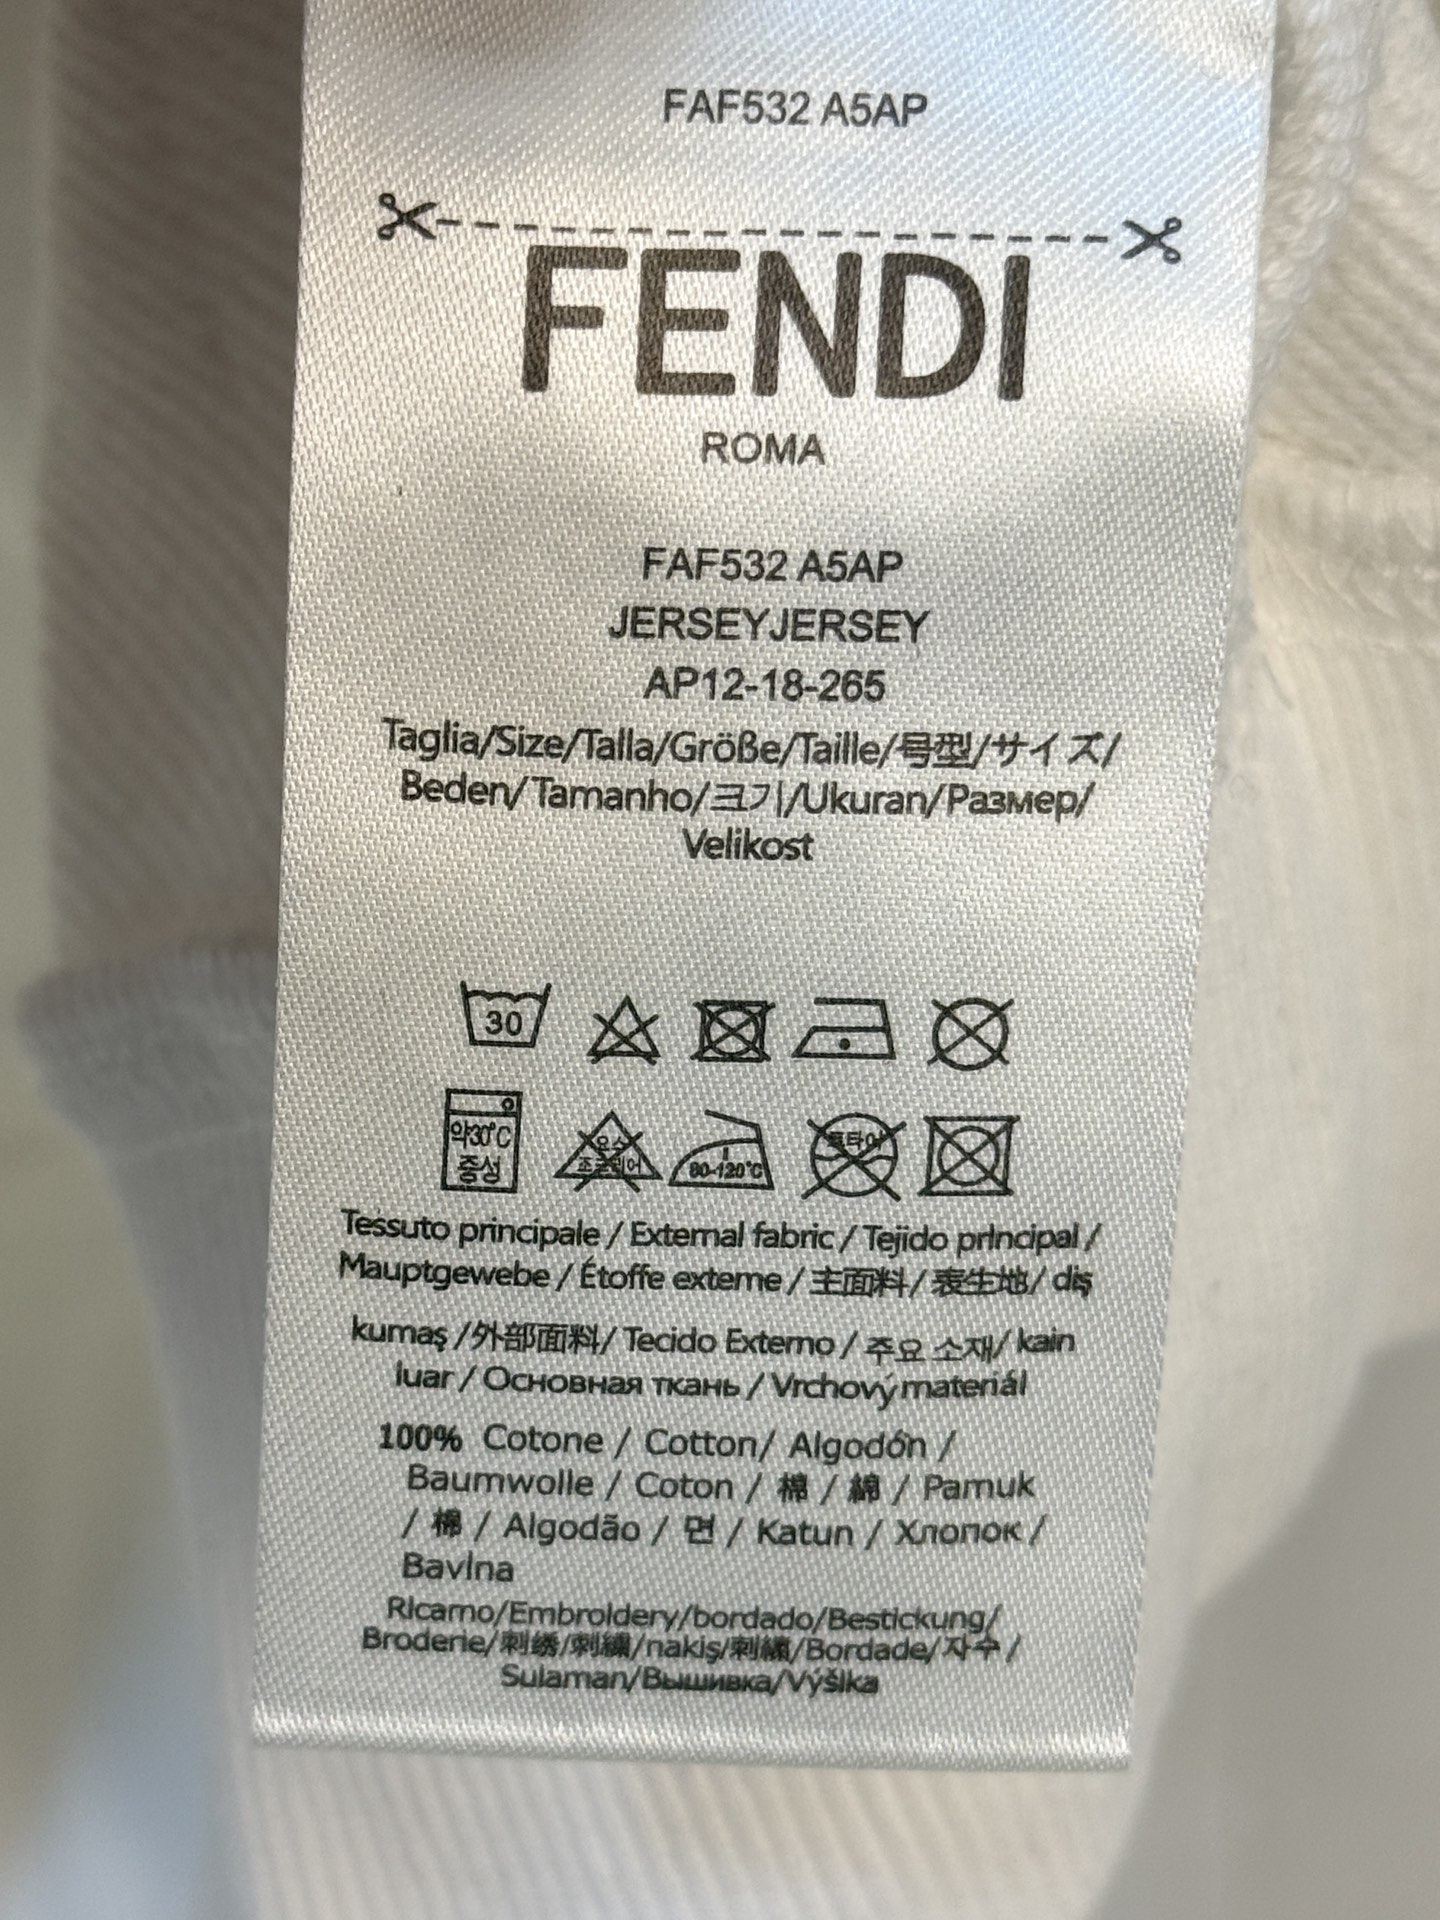 FAF532 A5AP
FENDI
ROMA
FAF532 A5AP
JERSEYJERSEY
AP12-18-265
Taglia/Size/Talla/Größe/Taille/号型/サイズ/
Beden/Tamanho/크기/Ukuran/Размер/
Velikost
30
약30°C
중성
80-120°C
Tessuto principale / External fabric / Tejido principal /
Mauptgewebe / Étoffe externe / 主面料 / 表生地/ diş
kumaş /外部面料/ Tecido Externo / 주요 소재/ kain
luar / Основная ткань / Vrchový materiál
100% Cotone / Cotton/ Algodón /
Baumwolle / Coton / 棉 / 綿 / Pamuk
/ 棉 / Algodão / 면 / Katun / Хлопок /
Bavlna
Ricamo/Embroidery/bordado/Bestickung/
Broderie/刺绣/刺繍/nakiş/刺繡/Bordade/자수 /
Sulaman/Вышивка/Výšika